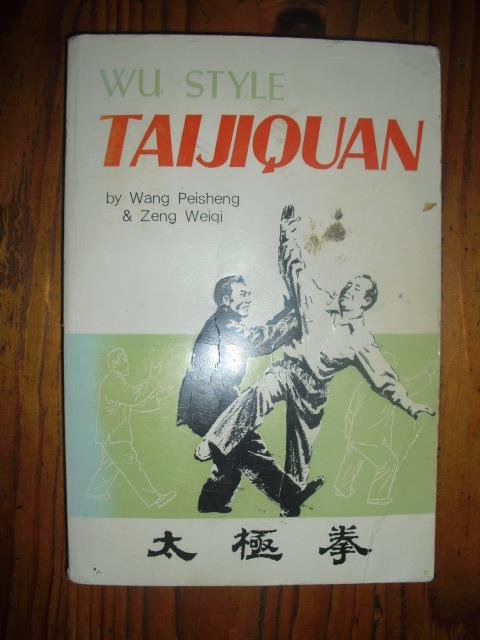 WU STYLE
TAIJIQUAN
by Wang Peisheng
& Zeng Weiqi
太極拳